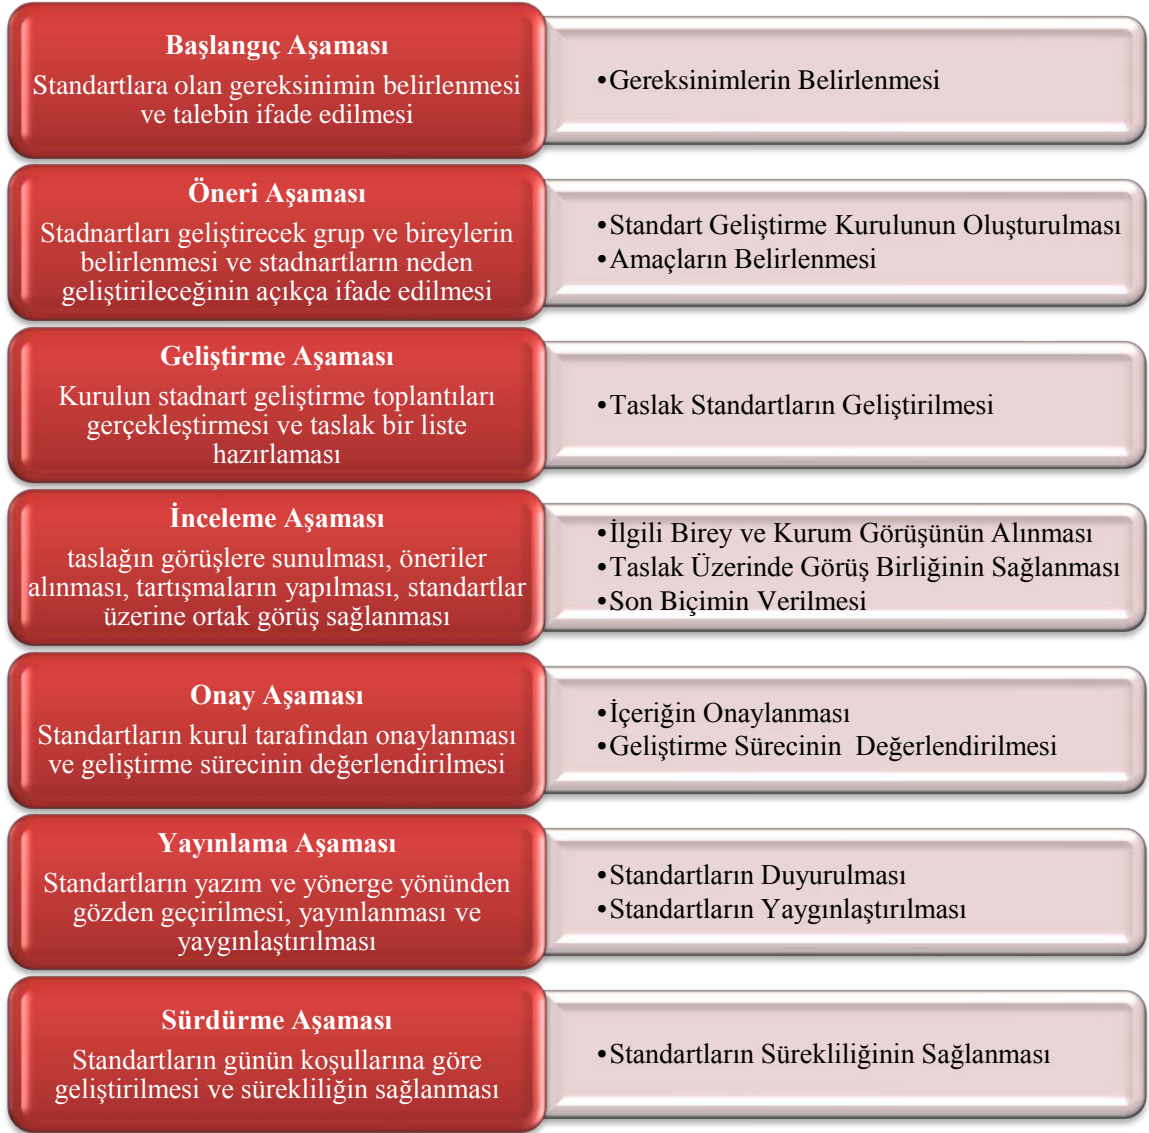 Başlangıç Aşaması
Standartlara olan gereksinimin belirlenmesi
ve talebin ifade edilmesi
•Gereksinimlerin Belirlenmesi
Öneri Aşaması
Stadnartları geliştirecek grup ve bireylerin
belirlenmesi ve stadnartların neden
geliştirileceğinin açıkça ifade edilmesi
•Standart Geliştirme Kurulunun Oluşturulması
•Amaçların Belirlenmesi
Geliştirme Aşaması
Kurulun stadnart geliştirme toplantıları
gerçekleştirmesi ve taslak bir liste
hazırlaması
•Taslak Standartların Geliştirilmesi
İnceleme Aşaması
taslağın görüşlere sunulması, öneriler
alınması, tartışmaların yapılması, standartlar
üzerine ortak görüş sağlanması
•İlgili Birey ve Kurum Görüşünün Alınması
•Taslak Üzerinde Görüş Birliğinin Sağlanması
•Son Biçimin Verilmesi
Onay Aşaması
Standartların kurul tarafından onaylanması
ve geliştirme sürecinin değerlendirilmesi
•İçeriğin Onaylanması
•Geliştirme Sürecinin  Değerlendirilmesi
Yayınlama Aşaması
Standartların yazım ve yönerge yönünden
gözden geçirilmesi, yayınlanması ve
yaygınlaştırılması
•Standartların Duyurulması
•Standartların Yaygınlaştırılması
Sürdürme Aşaması
Standartların günün koşullarına göre
geliştirilmesi ve sürekliliğin sağlanması
•Standartların Sürekliliğinin Sağlanması